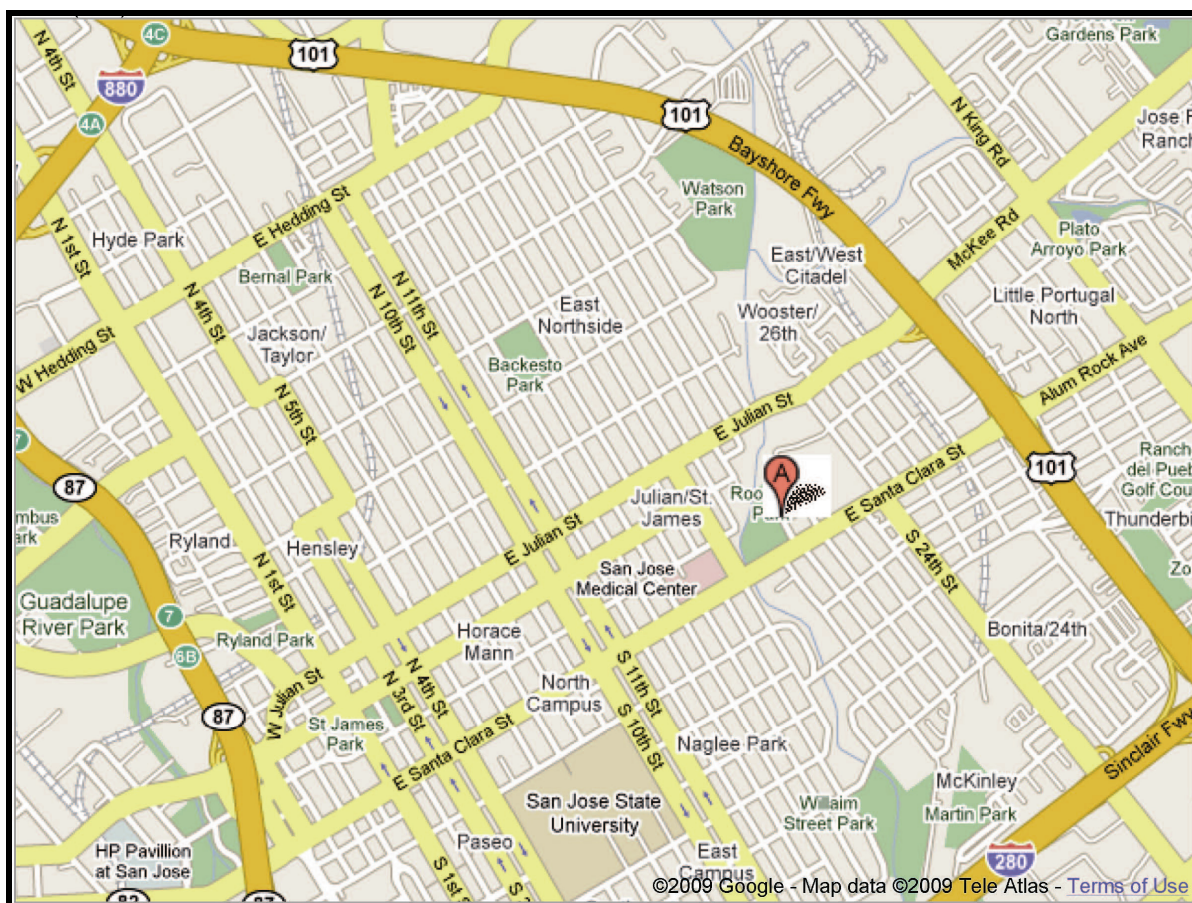 4C
N 4th St
101
Gardens Park
880
4A
101
N King Rd
Bayshore Fwy
Watson
Park
E Hedding St
N 1st St
Hyde Park
McKee Rd
Plato
Arroyo Park
East/West
Citadel
Bernal Park
N 4th St
N 10th St
N 11th St
East
Northside
Wooster/
26th
Little Portugal
North
Jackson/
Taylor
W Hedding St
Backesto
Park
Alum Rock Ave
N 5th St
E Julian St
7
87
A
E Santa Clara St
101
Julian/St.
James
Ryland
Hensley
E Julian St
N 1st St
S 24th St
San Jose
Medical Center
Guadalupe
River Park
7
6B
Ryland Park
Horace
Mann
Bonita/24th
W Julian St
N 3rd St
N 4th St
North
Campus
S 11th St
S 10th St
87
St James
Park
E Santa Clara St
Naglee Park
Sinclair Fwy
McKinley
Martin Park
San Jose State
University
Willaim
Street Park
HP Pavillion
at San Jose
Paseo
East
Campus
280
S 1st S
87
©2009 Google - Map data ©2009 Tele Atlas - Terms of Use